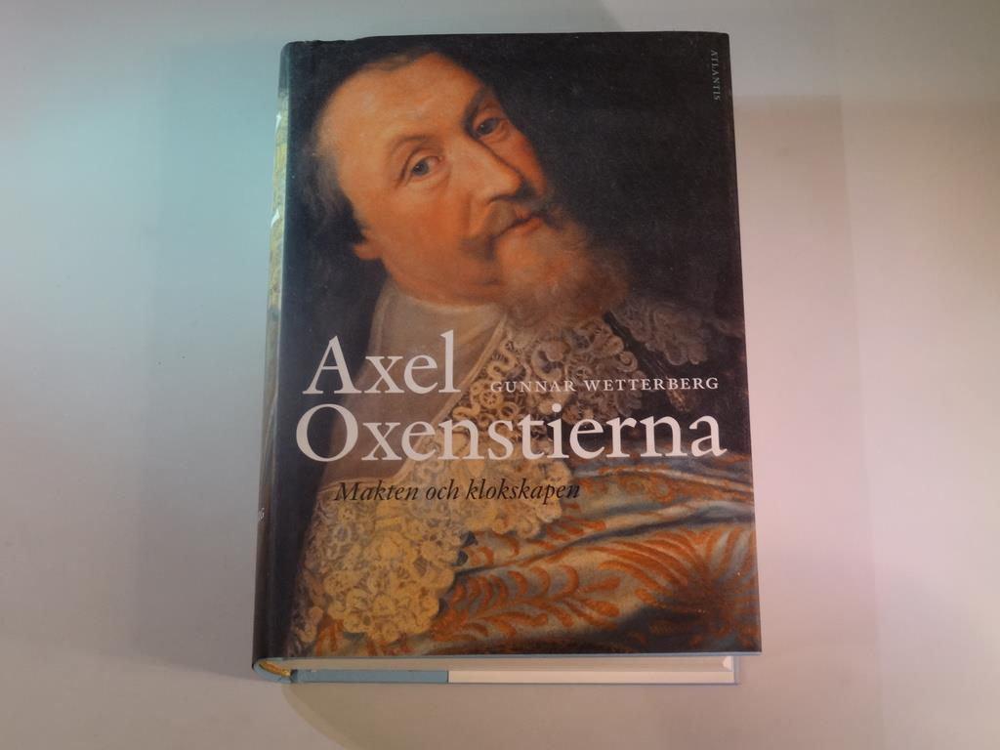 ATLANTIS
Axel
GUNNAR WETTERBERG
Oxenstierna
Makten och klokskapen